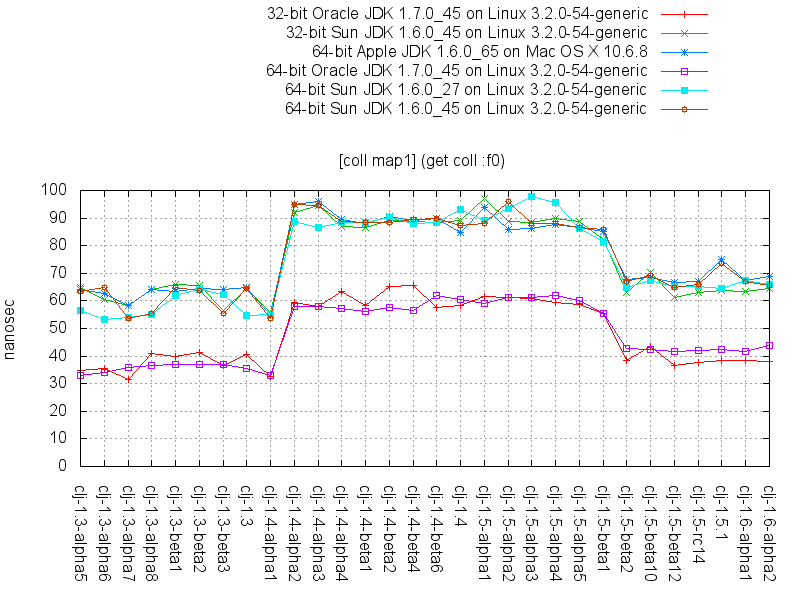 32-bit Oracle JDK 1.7.0_45 on Linux 3.2.0-54-generic
32-bit Sun JDK 1.6.0_45 on Linux 3.2.0-54-generic
64-bit Apple JDK 1.6.0_65 on Mac OS X 10.6.8
64-bit Oracle JDK 1.7.0_45 on Linux 3.2.0-54-generic
64-bit Sun JDK 1.6.0_27 on Linux 3.2.0-54-generic
64-bit Sun JDK 1.6.0_45 on Linux 3.2.0-54-generic
[coll map1] (get coll :f0)
100
90
80
70
60
50
40
30
20
10
0
nanosec
clj-1.3-alpha5
clj-1.3-alpha6
clj-1.3-alpha7
clj-1.3-alpha8
clj-1.3-beta1
clj-1.3-beta2
clj-1.3-beta3
clj-1.3
clj-1.4-alpha1
clj-1.4-alpha2
clj-1.4-alpha3
clj-1.4-alpha4
clj-1.4-beta1
clj-1.4-beta2
clj-1.4-beta4
clj-1.4-beta6
clj-1.4
clj-1.5-alpha1
clj-1.5-alpha2
clj-1.5-alpha3
clj-1.5-alpha4
clj-1.5-alpha5
clj-1.5-beta1
clj-1.5-beta2
clj-1.5-beta10
clj-1.5-beta12
clj-1.5-rc14
clj-1.5.1
clj-1.6-alpha1
clj-1.6-alpha2